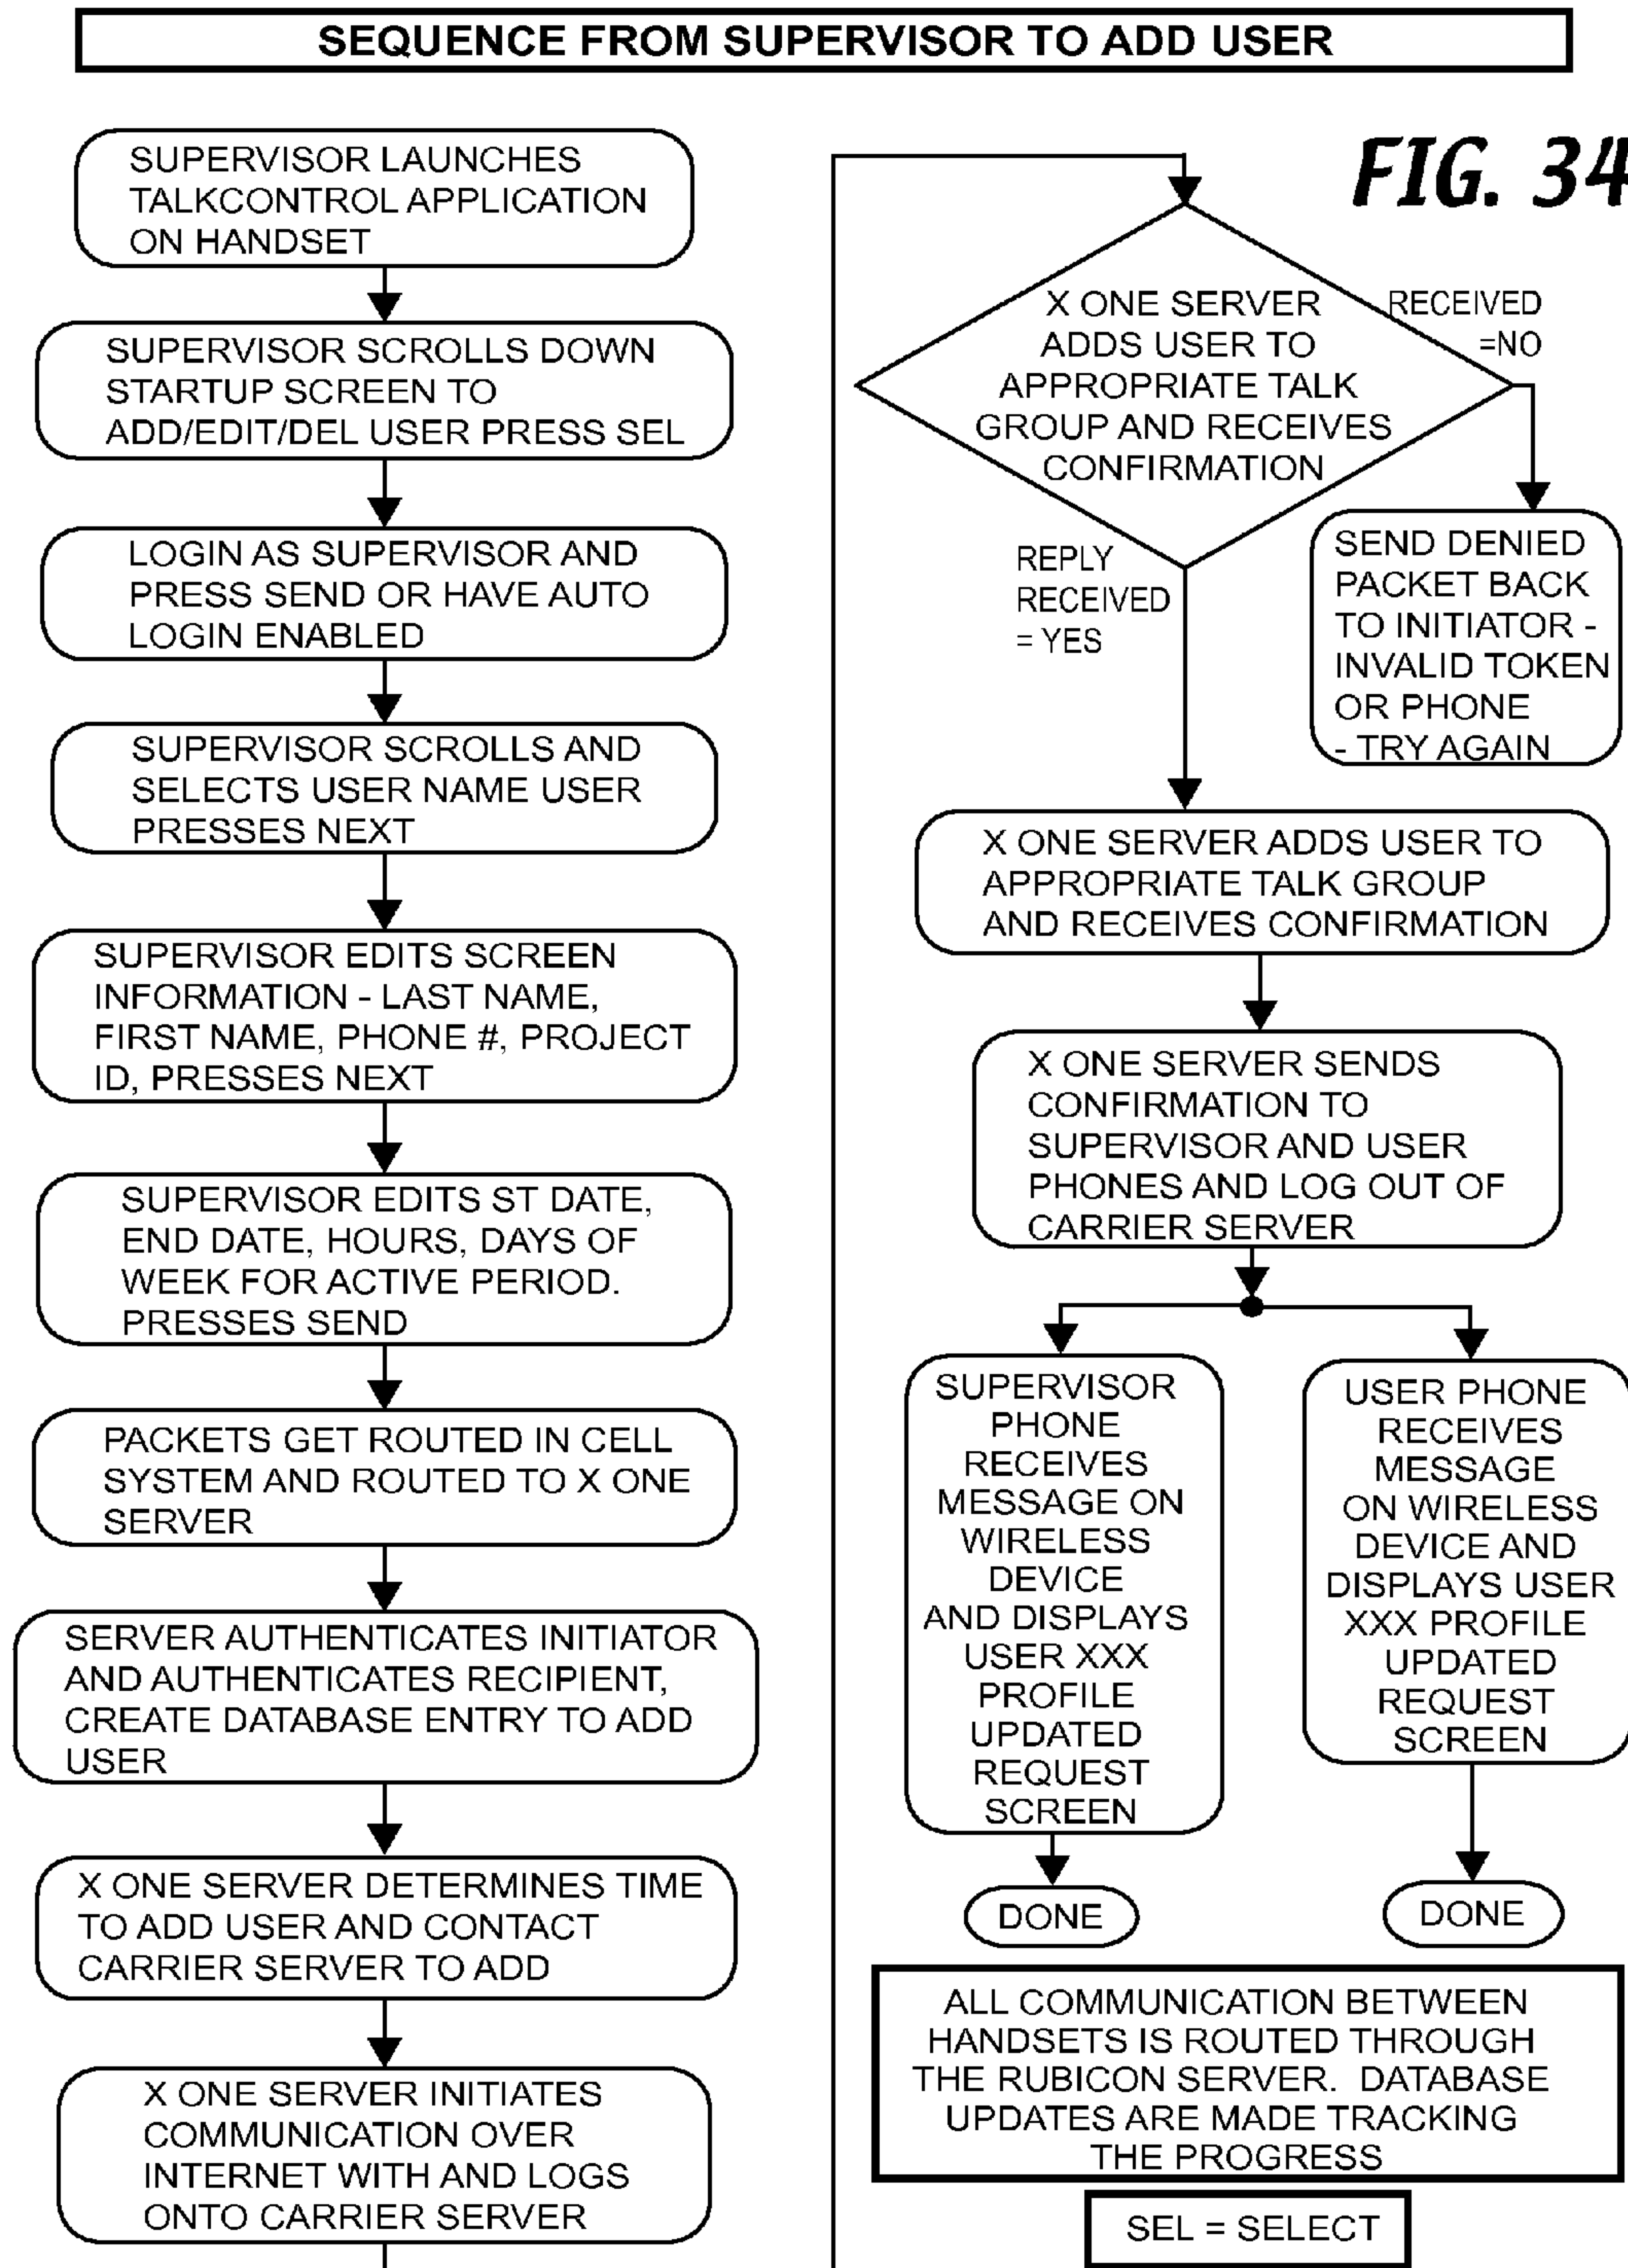 SEQUENCE FROM SUPERVISOR TO ADD USER
FIG. 34
SUPERVISOR LAUNCHES
TALKCONTROL APPLICATION
ON HANDSET
SUPERVISOR SCROLLS DOWN
STARTUP SCREEN TO
ADD/EDIT/DEL USER PRESS SEL
LOGIN AS SUPERVISOR AND
PRESS SEND OR HAVE AUTO
LOGIN ENABLED
SUPERVISOR SCROLLS AND
SELECTS USER NAME USER
PRESSES NEXT
SUPERVISOR EDITS SCREEN
INFORMATION - LAST NAME,
FIRST NAME, PHONE #, PROJECT
ID, PRESSES NEXT
SUPERVISOR EDITS ST DATE,
END DATE, HOURS, DAYS OF
WEEK FOR ACTIVE PERIOD.
PRESSES SEND
PACKETS GET ROUTED IN CELL
SYSTEM AND ROUTED TO X ONE
SERVER
SERVER AUTHENTICATES INITIATOR
AND AUTHENTICATES RECIPIENT,
CREATE DATABASE ENTRY TO ADD
USER
X ONE SERVER DETERMINES TIME
TO ADD USER AND CONTACT
CARRIER SERVER TO ADD
X ONE SERVER INITIATES
COMMUNICATION OVER
INTERNET WITH AND LOGS
ONTO CARRIER SERVER
X ONE SERVER
ADDS USER TO
APPROPRIATE TALK
GROUP AND RECEIVES
CONFIRMATION
RECEIVED
=NO
SEND DENIED
PACKET BACK
TO INITIATOR -
INVALID TOKEN
OR PHONE
- TRY AGAIN
REPLY
RECEIVED
= YES
X ONE SERVER ADDS USER TO
APPROPRIATE TALK GROUP
AND RECEIVES CONFIRMATION
X ONE SERVER SENDS
CONFIRMATION TO
SUPERVISOR AND USER
PHONES AND LOG OUT OF
CARRIER SERVER
SUPERVISOR
PHONE
RECEIVES
MESSAGE ON
WIRELESS
DEVICE
AND DISPLAYS
USER XXX
PROFILE
UPDATED
REQUEST
SCREEN
DONE
USER PHONE
RECEIVES
MESSAGE
ON WIRELESS
DEVICE AND
DISPLAYS USER
XXX PROFILE
UPDATED
REQUEST
SCREEN
DONE
ALL COMMUNICATION BETWEEN
HANDSETS IS ROUTED THROUGH
THE RUBICON SERVER. DATABASE
UPDATES ARE MADE TRACKING
THE PROGRESS
SEL = SELECT